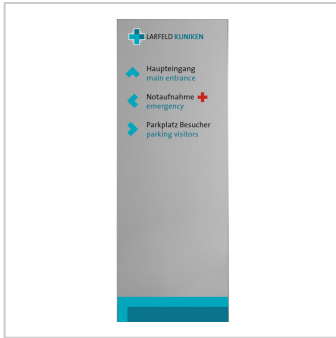 LARFELD KLINIKEN
Haupteingang
main entrance
Notaufnahme
emergency
Parkplatz Besucher
parking visitors